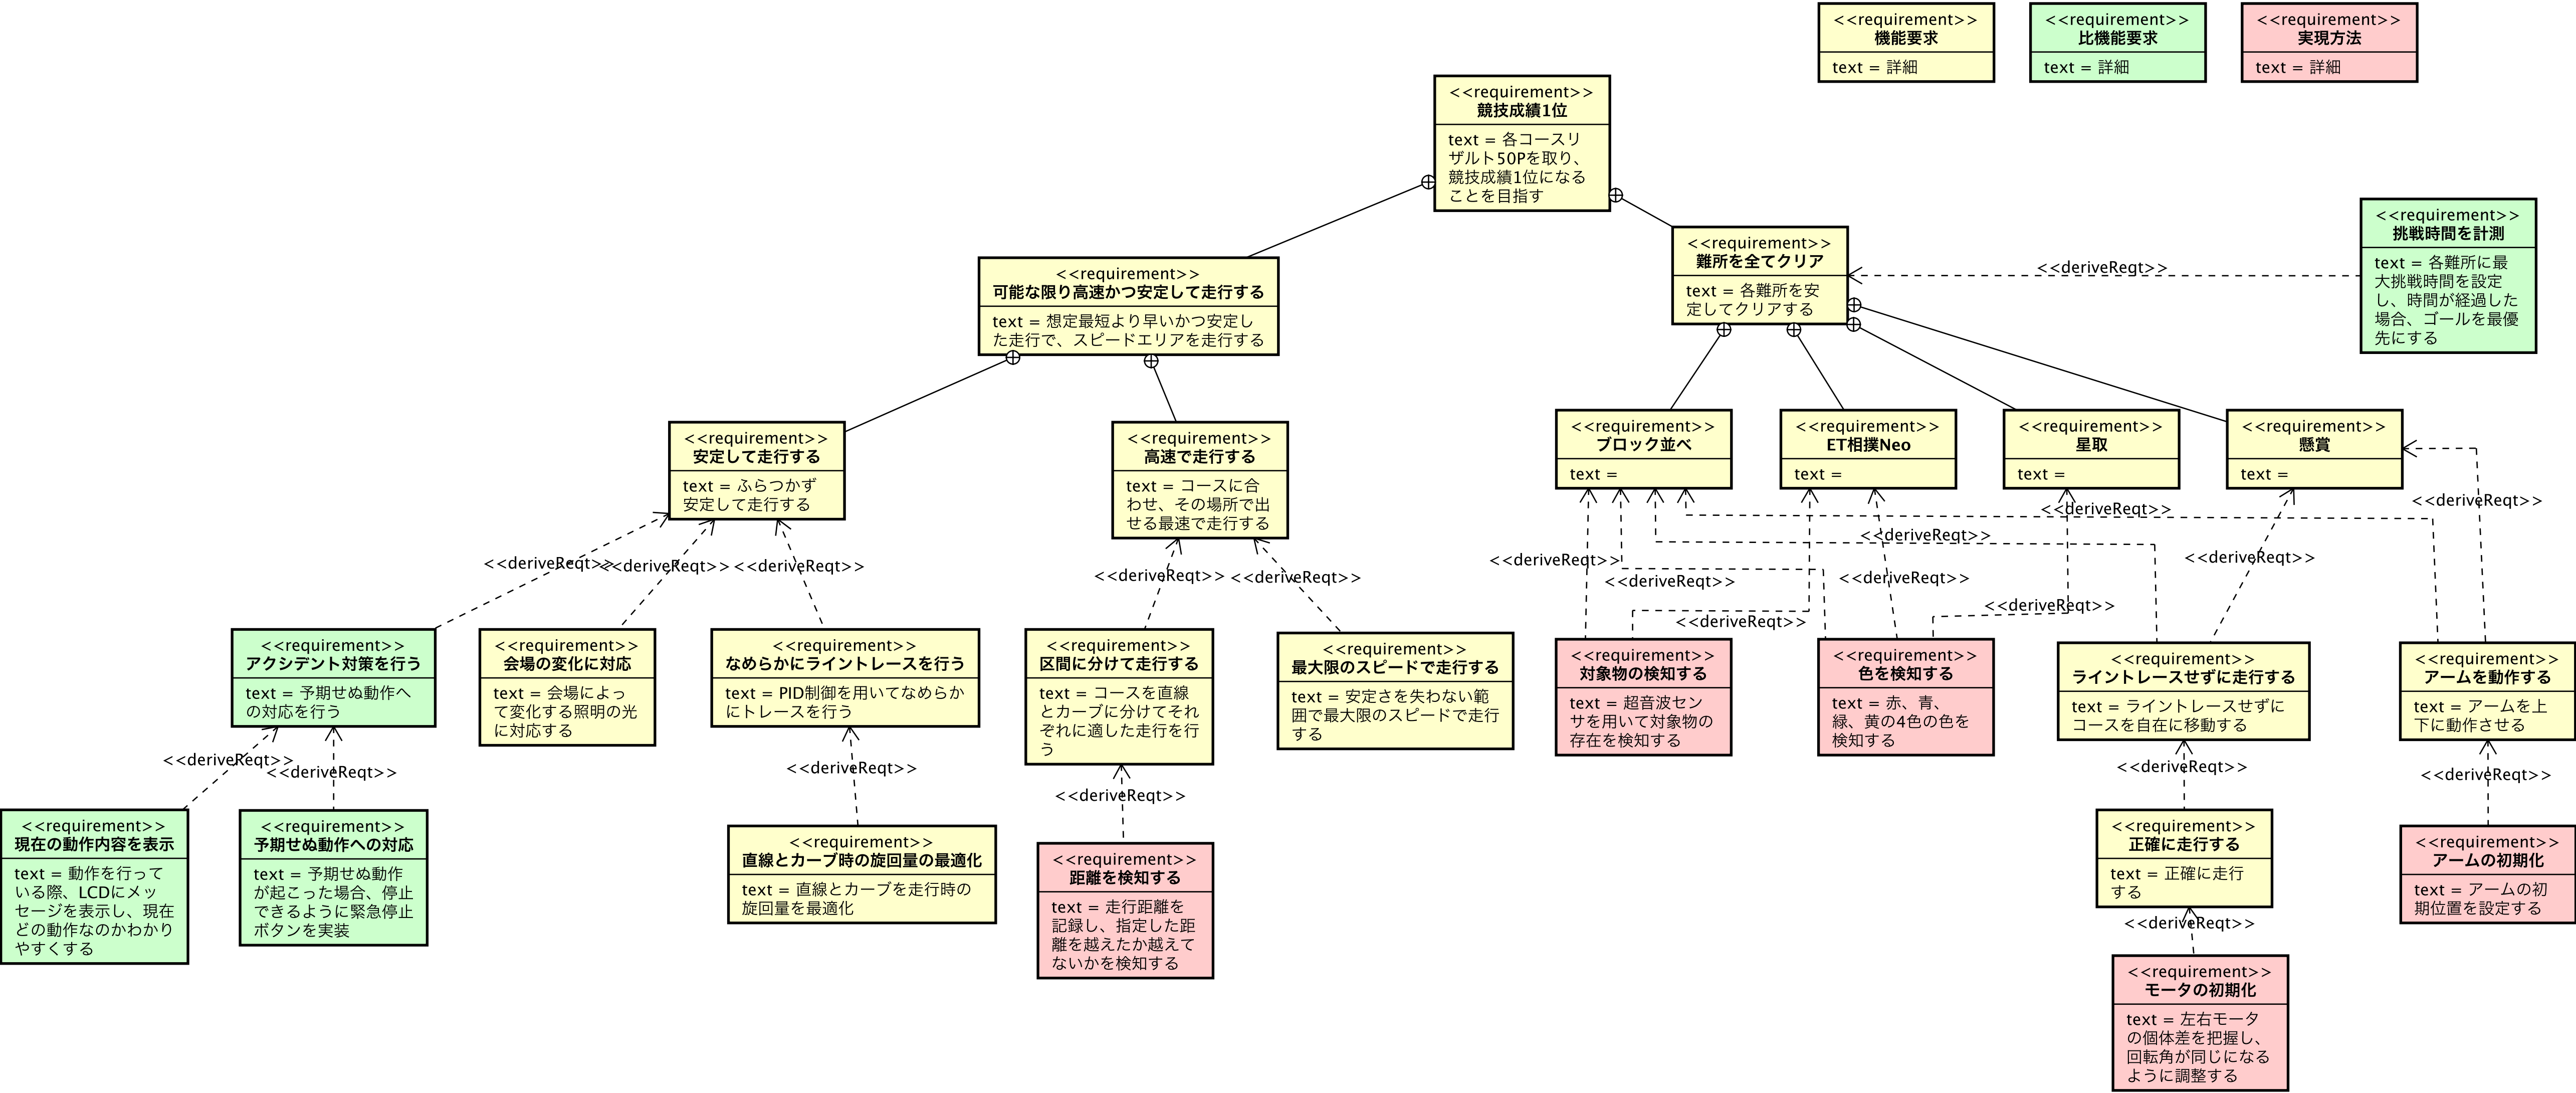 <<requirement>>
機能要求
text = 詳細
<<requirement>>
比機能要求
text = 詳細
<<requirement>>
実現方法
text = 詳細
<<requirement>>
競技成績1位
text = 各コースリ
ザルト50Pを取り、
競技成績1位になる
ことを目指す
<<requirement>>
挑戦時間を計測
text = 各難所に最
大挑戦時間を設定
し、時間が経過した
場合、ゴールを最優
先にする
<<requirement>>
難所を全てクリア
text = 各難所を安
定してクリアする
<<deriveReqt>>
<<requirement>>
可能な限り高速かつ安定して走行する
text = 想定最短より早いかつ安定し
た走行で、スピードエリアを走行する
<<requirement>>
安定して走行する
text = ふらつかず
安定して走行する
<<requirement>>
高速で走行する
text = コースに合
わせ、その場所で出
せる最速で走行する
<<requirement>>
ブロック並べ
text =
<<requirement>>
ET相撲Neo
text =
<<requirement>>
星取
text =
<<requirement>>
懸賞
text =
<<deriveReqt>>
<<deriveReqt>>
<<deriveReqt>>
<<deriveReqt>>
<<deriveReqt>>
<<deriveReqt>>
<<deriveReqt>>
<<deriveReqt>>
<<deriveReqt>>
<<deriveReqt>>
<<deriveReqt>>
<<deriveReqt>>
<<deriveReqt>>
<<deriveReqt>>
<<requirement>>
アクシデント対策を行う
text = 予期せぬ動作へ
の対応を行う
<<requirement>>
会場の変化に対応
text = 会場によっ
て変化する照明の光
に対応する
<<requirement>>
なめらかにライントレースを行う
text = PID制御を用いてなめらか
にトレースを行う
<<requirement>>
区間に分けて走行する
text = コースを直線
とカーブに分けてそれ
ぞれに適した走行を行
う
<<requirement>>
最大限のスピードで走行する
text = 安定さを失わない範
囲で最大限のスピードで走行
する
<<requirement>>
対象物の検知する
text = 超音波セン
サを用いて対象物の
存在を検知する
<<requirement>>
色を検知する
text = 赤、青、
緑、黄の4色の色を
検知する
<<requirement>>
ライントレースせずに走行する
text = ライントレースせずに
コースを自在に移動する
<<requirement>>
アームを動作する
text = アームを上
下に動作させる
<<deriveReqt>>
<<deriveReqt>>
<<deriveReqt>>
<<deriveReqt>>
<<deriveReqt>>
<<deriveReqt>>
<<requirement>>
現在の動作内容を表示
text = 動作を行って
いる際、LCDにメッ
セージを表示し、現在
どの動作なのかわかり
やすくする
<<requirement>>
予期せぬ動作への対応
text = 予期せぬ動作
が起こった場合、停止
できるように緊急停止
ボタンを実装
<<requirement>>
直線とカーブ時の旋回量の最適化
text = 直線とカーブを走行時の
旋回量を最適化
<<requirement>>
距離を検知する
text = 走行距離を
記録し、指定した距
離を越えたか越えて
ないかを検知する
<<requirement>>
正確に走行する
text = 正確に走行
する
<<requirement>>
アームの初期化
text = アームの初
期位置を設定する
<<deriveReqt>>
<<requirement>>
モータの初期化
text = 左右モータ
の個体差を把握し、
回転角が同じになる
ように調整する